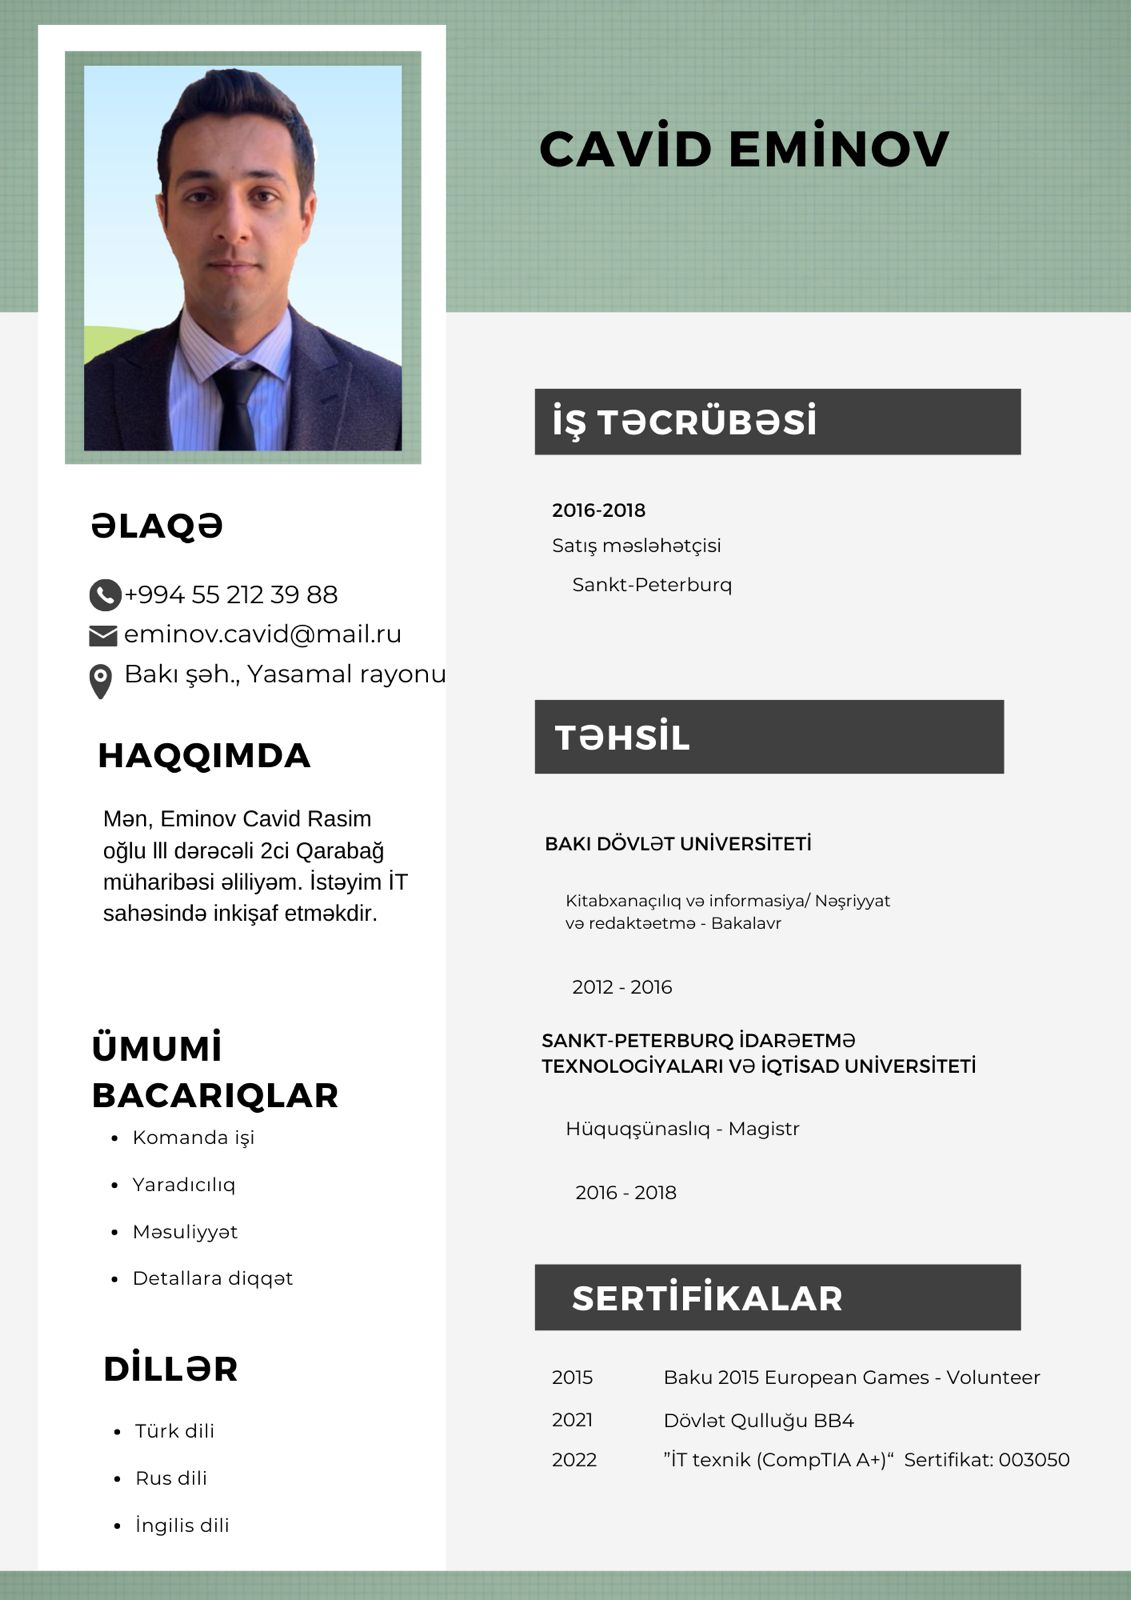 CAVİD EMİNOV
ƏLAQƏ
+994 55 212 39 88
eminov.cavid@mail.ru
Bakı şəh., Yasamal rayonu
HAQQIMDA
Mən, Eminov Cavid Rasim
oğlu lll dərəcəli 2ci Qarabağ
müharibəsi əliliyəm. İstəyim İT
sahəsində inkişaf etməkdir.
ÜMUMİ
BACARIQLAR
• Komanda işi
• Yaradıcılıq
• Məsuliyyət
• Detallara diqqət
DİLLƏR
• Türk dili
• Rus dili
• İngilis dili
İŞ TƏCRÜBƏSİ
2016-2018
Satış məsləhətçisi
Sankt-Peterburq
TƏHSİL
BAKI DÖVLƏT UNİVERSİTETİ
Kitabxanaçılıq və informasiya/ Nəşriyyat
və redaktəetmə - Bakalavr
2012 - 2016
SANKT-PETERBURQ İDARƏETMƏ
TEXNOLOGİYALARI VƏ İQTİSAD UNİVERSİTETİ
Hüquqşünaslıq - Magistr
2016 - 2018
SERTİFİKALAR
2015 Baku 2015 European Games - Volunteer
2021 Dövlət Qulluğu BB4
2022 ”İT texnik (CompTIA A+)“ Sertifikat: 003050